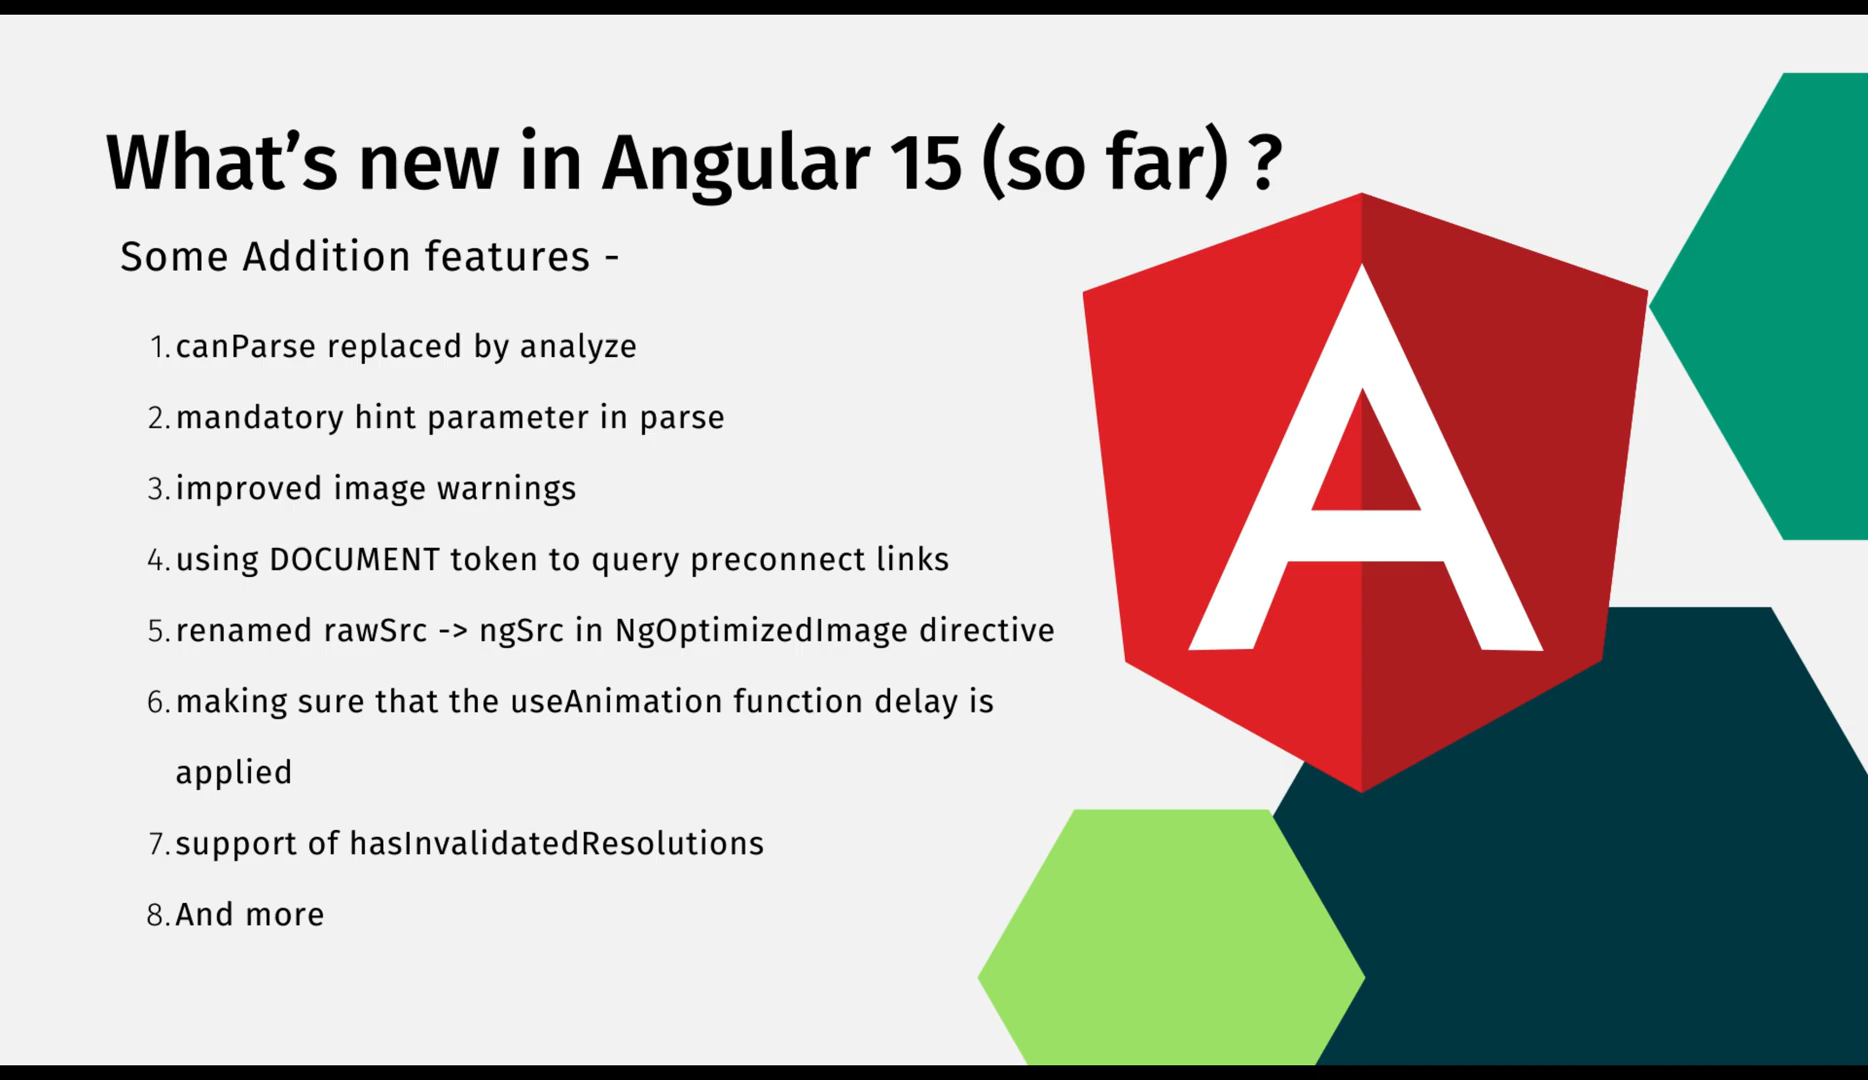 What’s new in Angular 15 (so far) ?
Some Addition features -
1. canParse replaced by analyze
2. mandatory hint parameter in parse
3. improved image warnings
4. using DOCUMENT token to query preconnect links
5. renamed rawSrc -> ngSrc in NgOptimizedImage directive
6. making sure that the useAnimation function delay is
applied
7. support of hasInvalidatedResolutions
8. And more
A